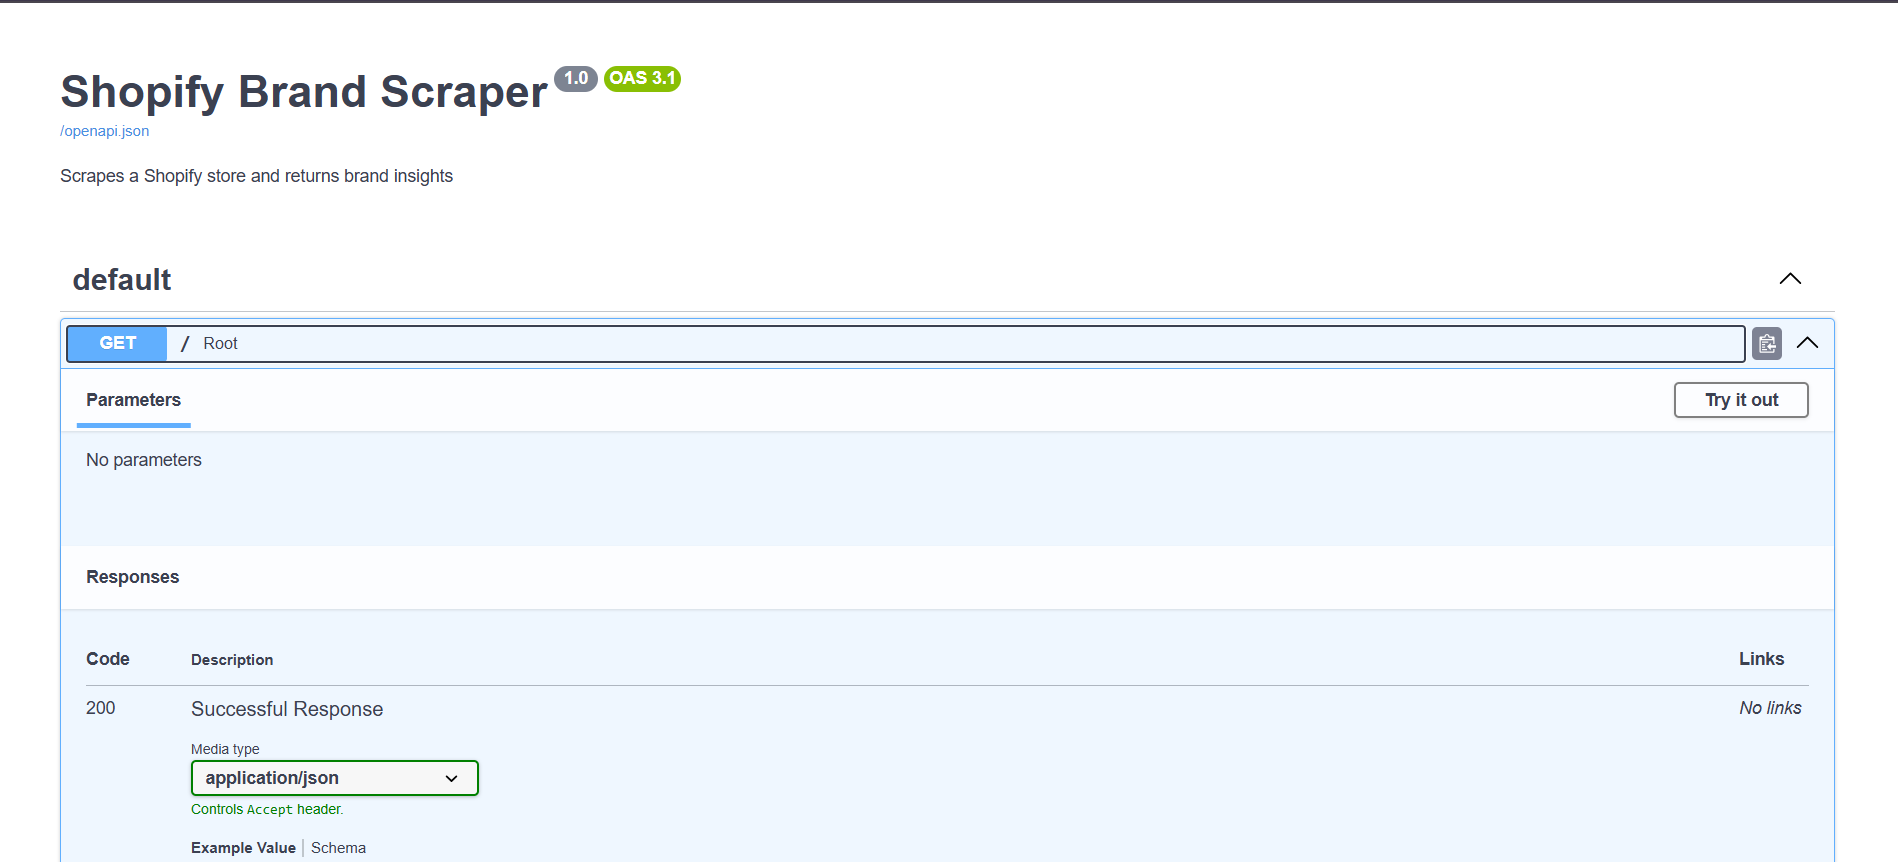 Shopify Brand Scraper 1.0 OAS 3.1
/openapi.json
Scrapes a Shopify store and returns brand insights
default
GET / Root
Parameters Try it out
No parameters
Responses
Code Description Links
200 Successful Response No links
Media type
application/json
Controls Accept header.
Example Value Schema